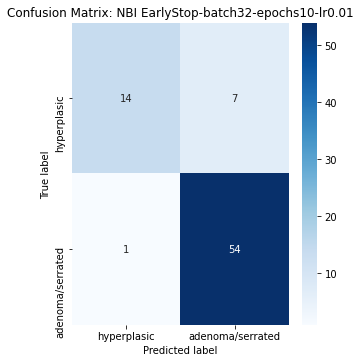 Confusion Matrix: NBI EarlyStop-batch32-epochs10-lr0.01
True label
hyperplasic
14
7
adenoma/serrated
1
54
hyperplasic
adenoma/serrated
Predicted label
50
40
30
20
10